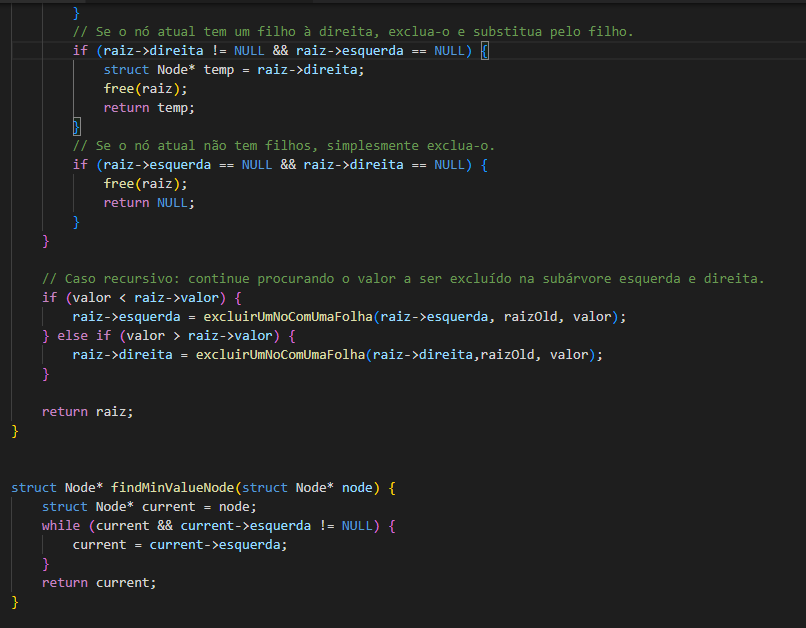 }
// Se o nó atual tem um filho à direita, exclua-o e substitua pelo filho.
if (raiz->direita != NULL && raiz->esquerda == NULL) {
struct Node* temp = raiz->direita;
free(raiz);
return temp;
}
// Se o nó atual não tem filhos, simplesmente exclua-o.
if (raiz->esquerda == NULL && raiz->direita == NULL) {
free(raiz);
return NULL;
}
}
// Caso recursivo: continue procurando o valor a ser excluído na subárvore esquerda e direita.
if (valor < raiz->valor) {
raiz->esquerda = excluirUmNoComUmaFolha(raiz->esquerda, raizOld, valor);
} else if (valor > raiz->valor) {
raiz->direita = excluirUmNoComUmaFolha(raiz->direita,raizOld, valor);
}
return raiz;
}
struct Node* findMinValueNode(struct Node* node) {
struct Node* current = node;
while (current && current->esquerda != NULL) {
current = current->esquerda;
}
return current;
}